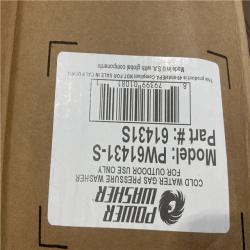 POWER
WASHER
COLD WATER GAS PRESSURE WASHER
FOR OUTDOOR USE ONLY
Model: PW61431-S
Part #: 61431S
Made in U.S.A. with global components